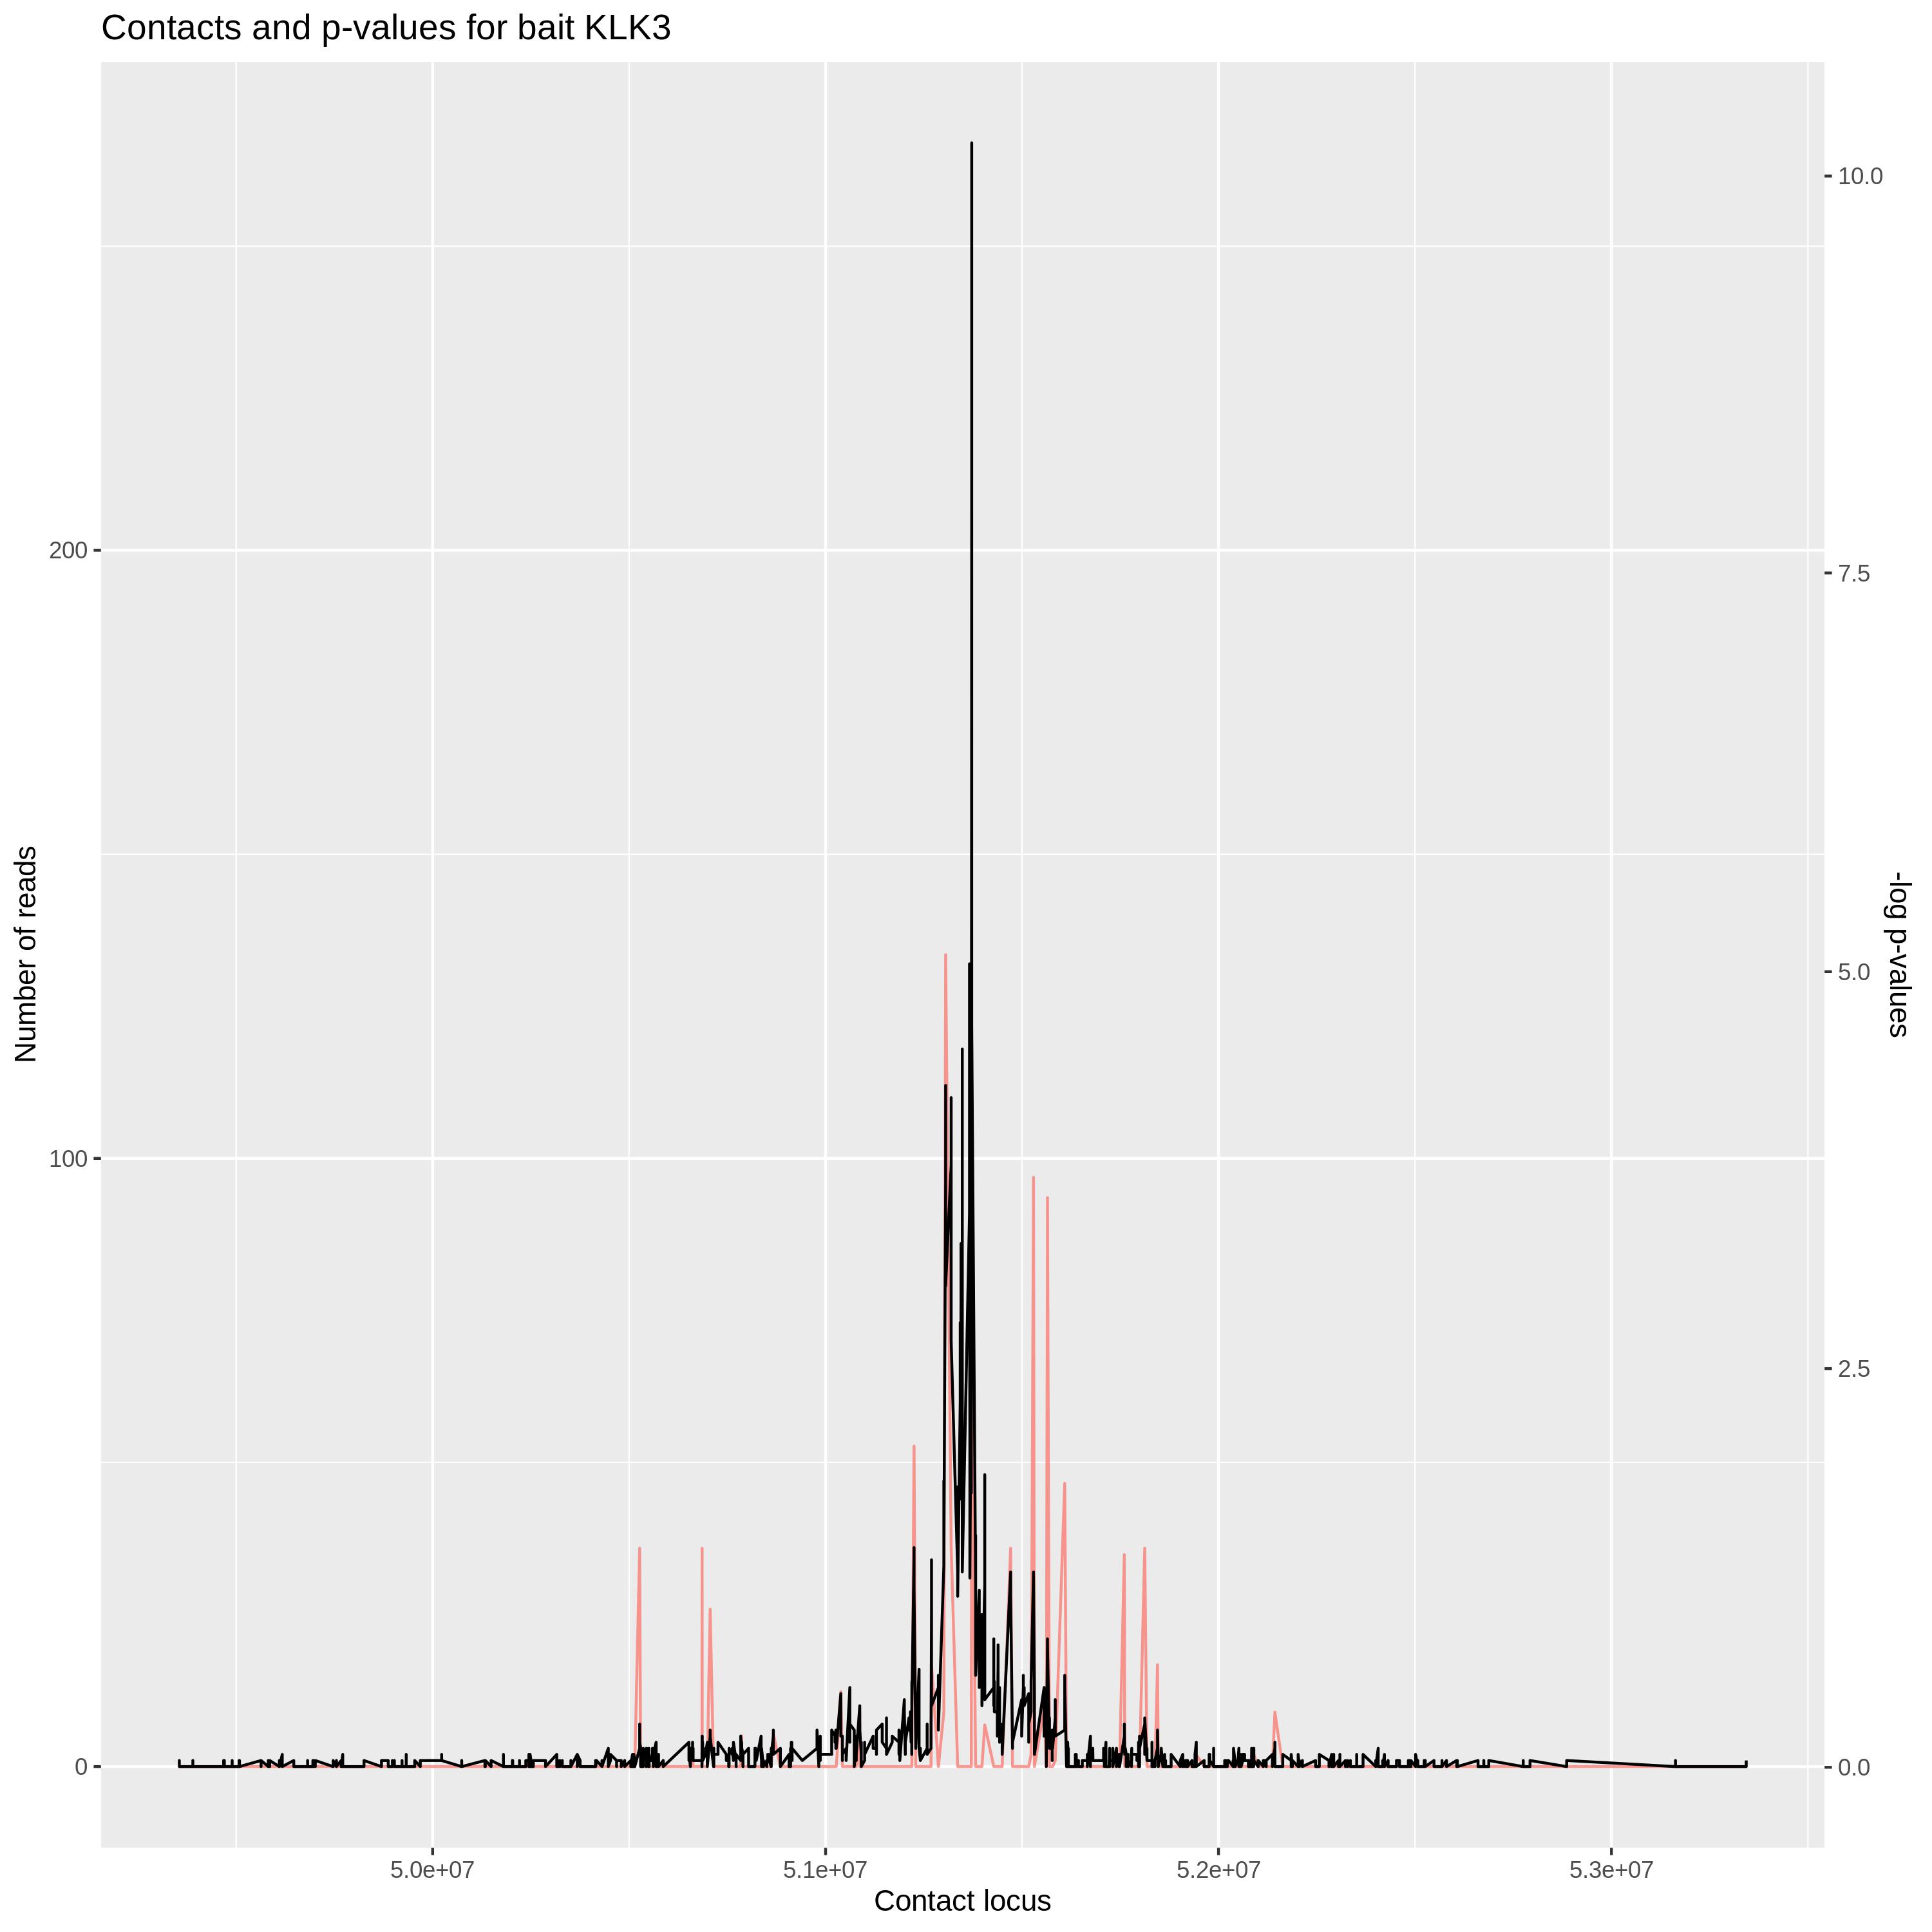 Contacts and p-values for bait KLK3
Number of reads
200
100
0
10.0
7.5
5.0
2.5
0.0
-log p-values
5.0e+07
5.1e+07
5.2e+07
5.3e+07
Contact locus